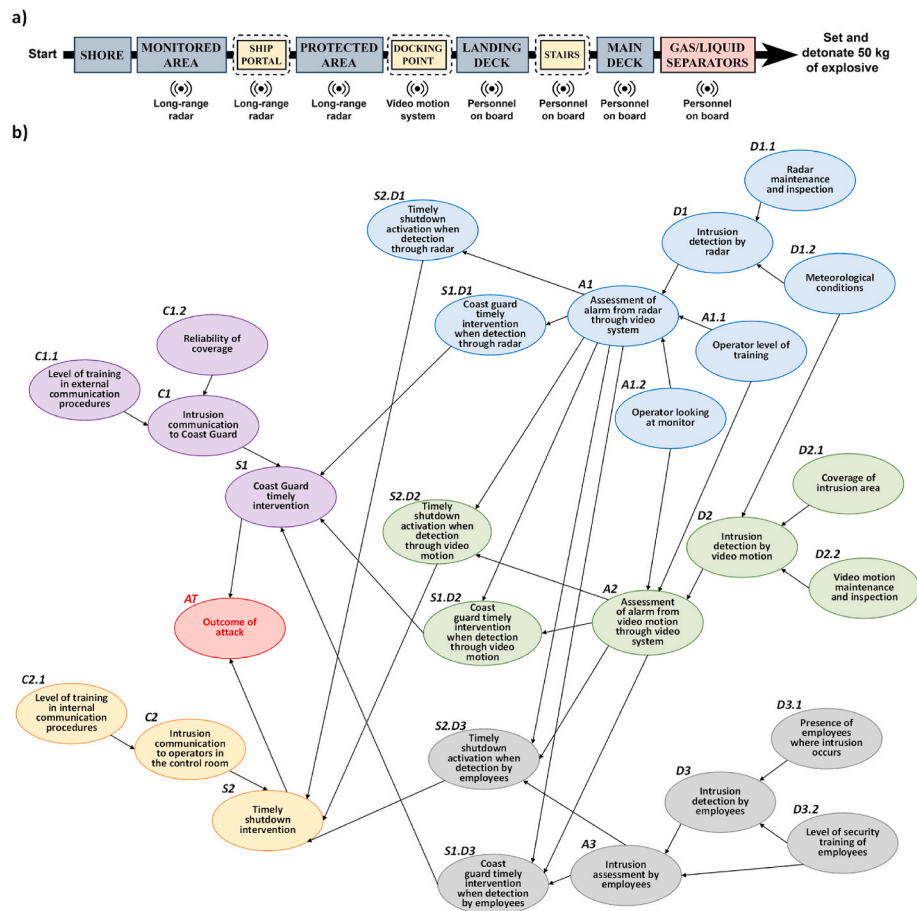 a)
Start
SHORE
MONITORED
AREA
SHIP
PORTAL
PROTECTED
AREA
DOCKING
POINT
LANDING
DECK
STAIRS
MAIN
DECK
GAS/LIQUID
SEPARATORS
Set and
detonate 50 kg
of explosive
Long-range
radar
Long-range
radar
Long-range
radar
Video motion
system
Personnel
on board
Personnel
on board
Personnel
on board
Personnel
on board
b)
D1.1
Radar
maintenance
and inspection
S2.D1
Timely
shutdown
activation when
detection
through radar
D1
Intrusion
detection by
radar
D1.2
Meteorological
conditions
A1
Assessment of
alarm from radar
through video
system
S1.D1
Coast guard
timely
intervention
when detection
through radar
A1.1
Operator level of
training
C1.2
Reliability of
coverage
C1.1
Level of training
in external
communication
procedures
A1.2
Operator looking
at monitor
C1
Intrusion
communication
to Coast Guard
S1
Coast Guard
timely
intervention
D2.1
Coverage of
intrusion area
S2.D2
Timely
shutdown
activation when
detection
through video
motion
D2
Intrusion
detection by
video motion
D2.2
Video motion
maintenance
and inspection
AT
Outcome of
attack
S1.D2
Coast
guard timely
intervention
when detection
through video
motion
A2
Assessment
of alarm from
video motion
through video
system
C2.1
Level of training
in internal
communication
procedures
C2
Intrusion
communication
to operators in
the control room
S2.D3
Timely
shutdown
activation when
detection by
employees
D3.1
Presence of
employees
where intrusion
occurs
D3
Intrusion
detection by
employees
S2
Timely
shutdown
intervention
D3.2
Level of security
training of
employees
S1.D3
Coast
guard timely
intervention
when detection
by employees
A3
Intrusion
assessment by
employees